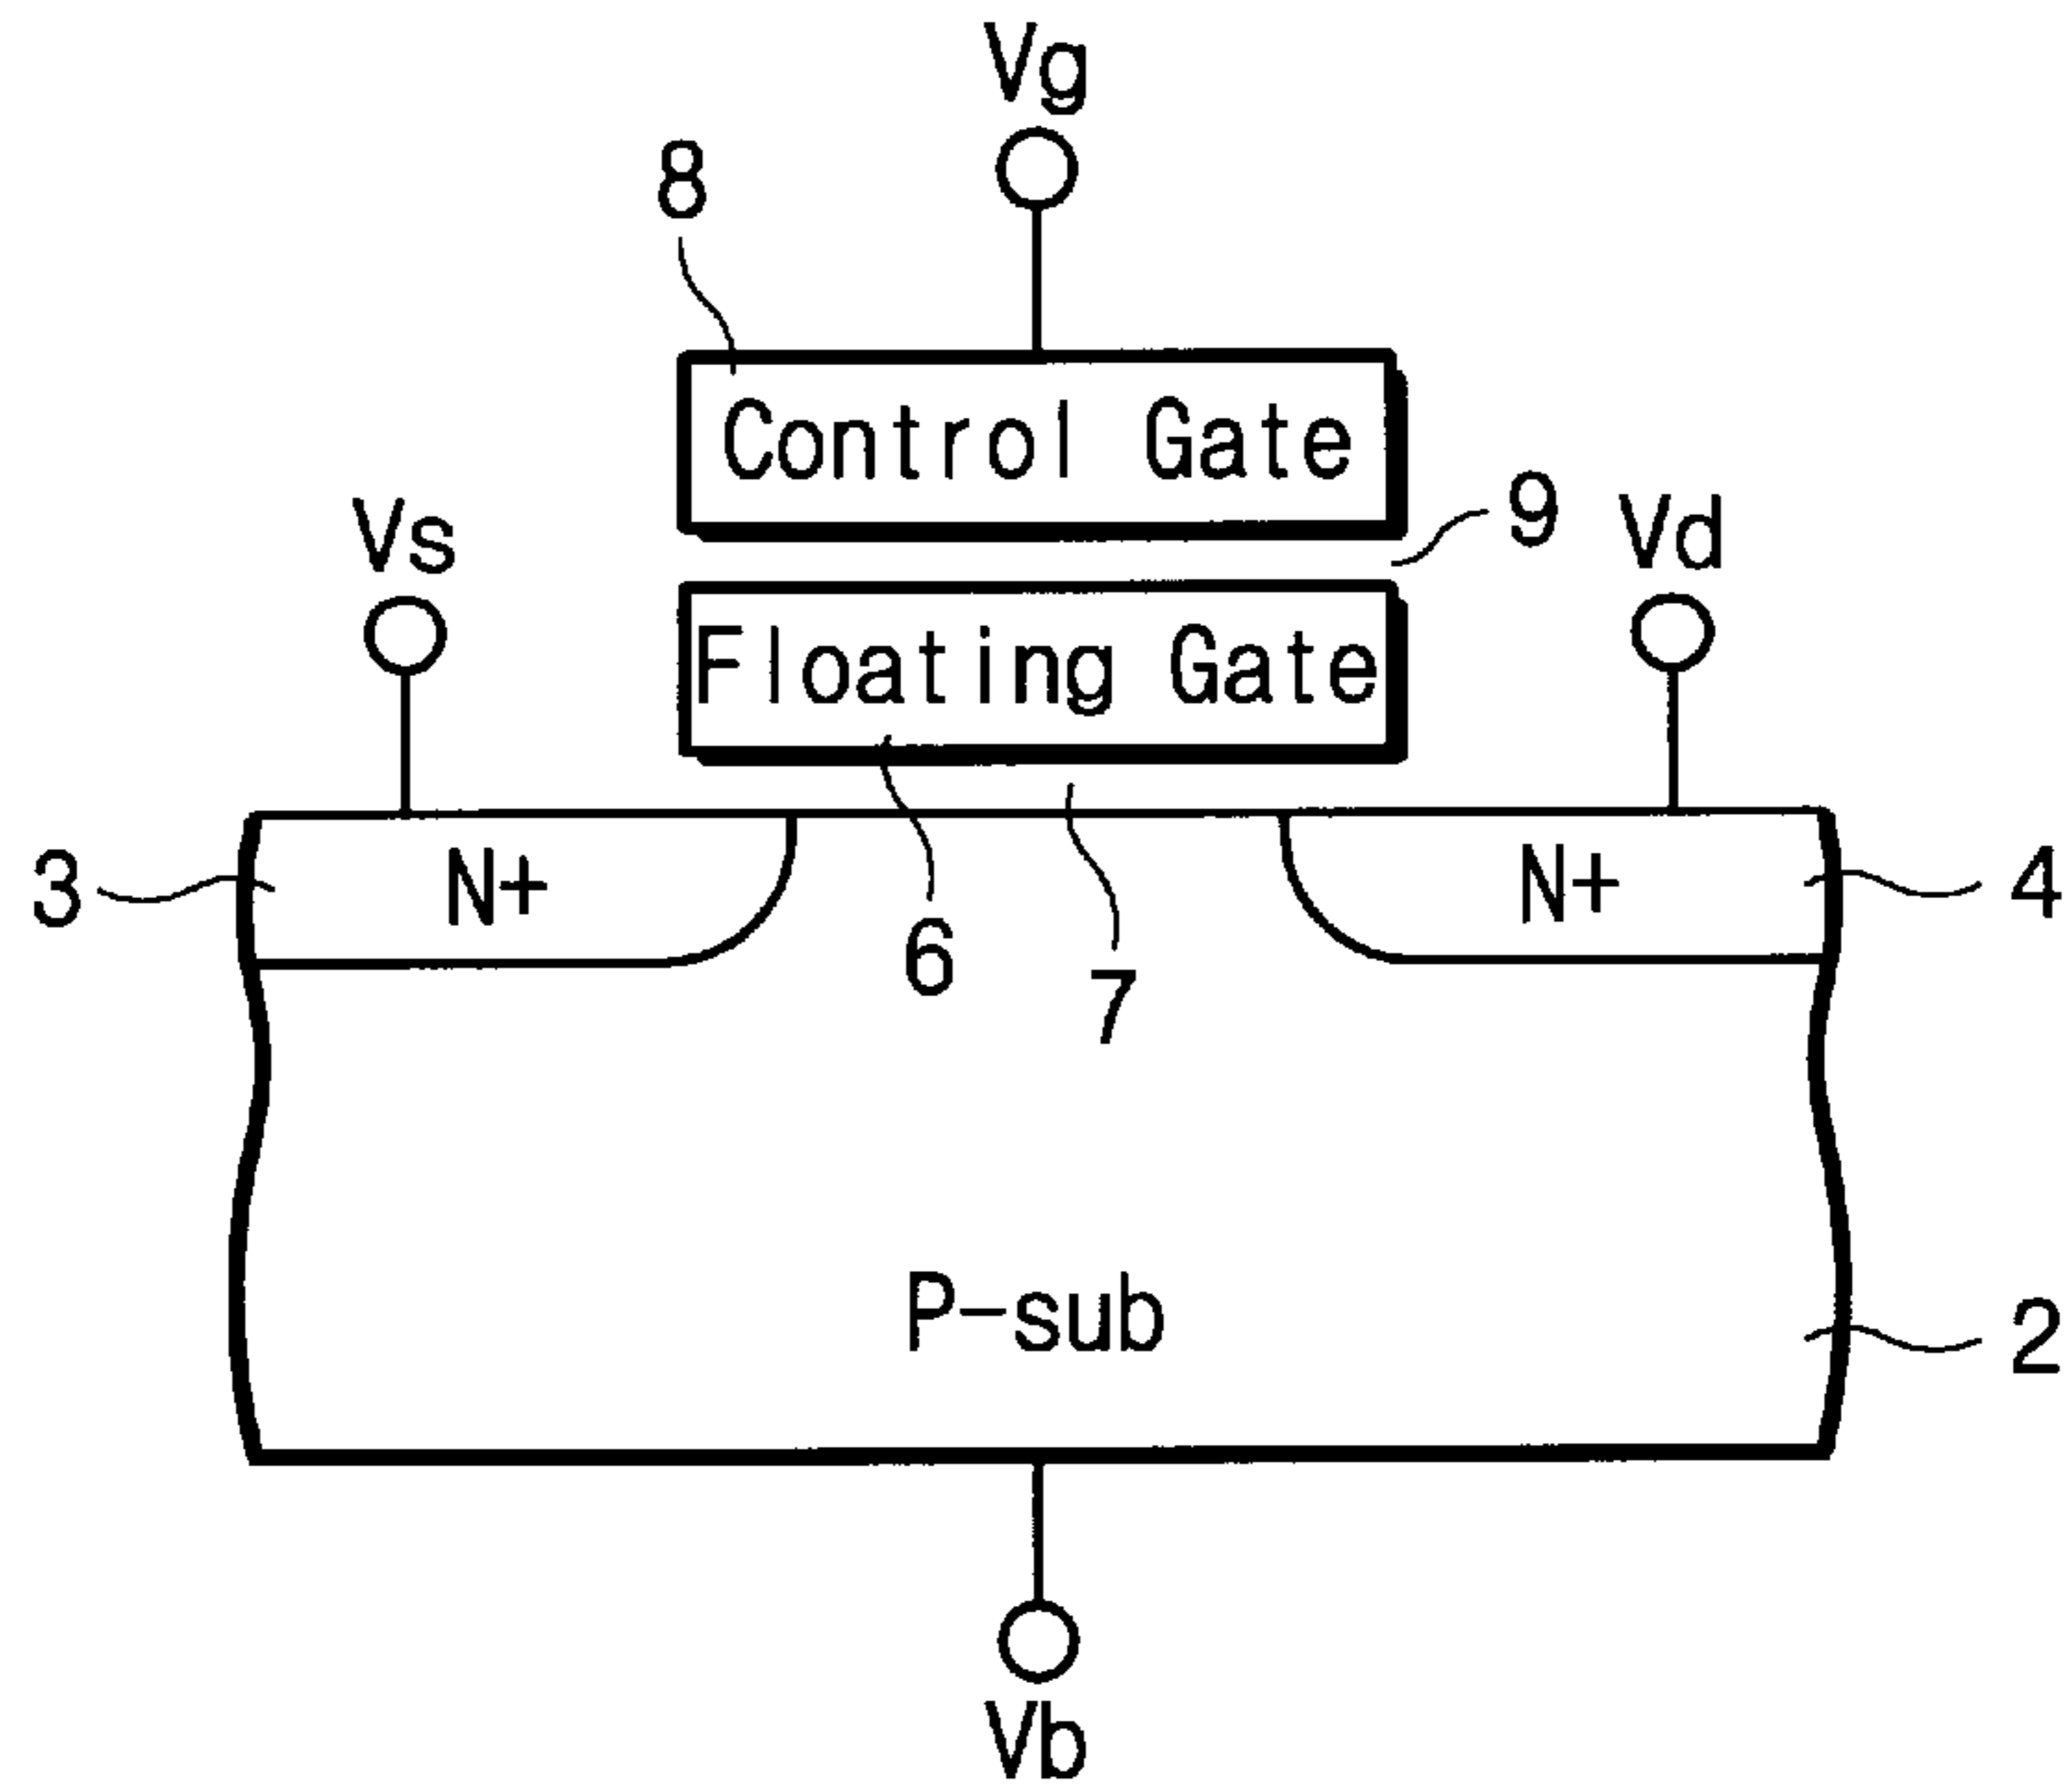 Vg
8
Control Gate
9
Vs
Vd
Floating Gate
3
N+
N+
4
6
7
P-sub
2
Vb